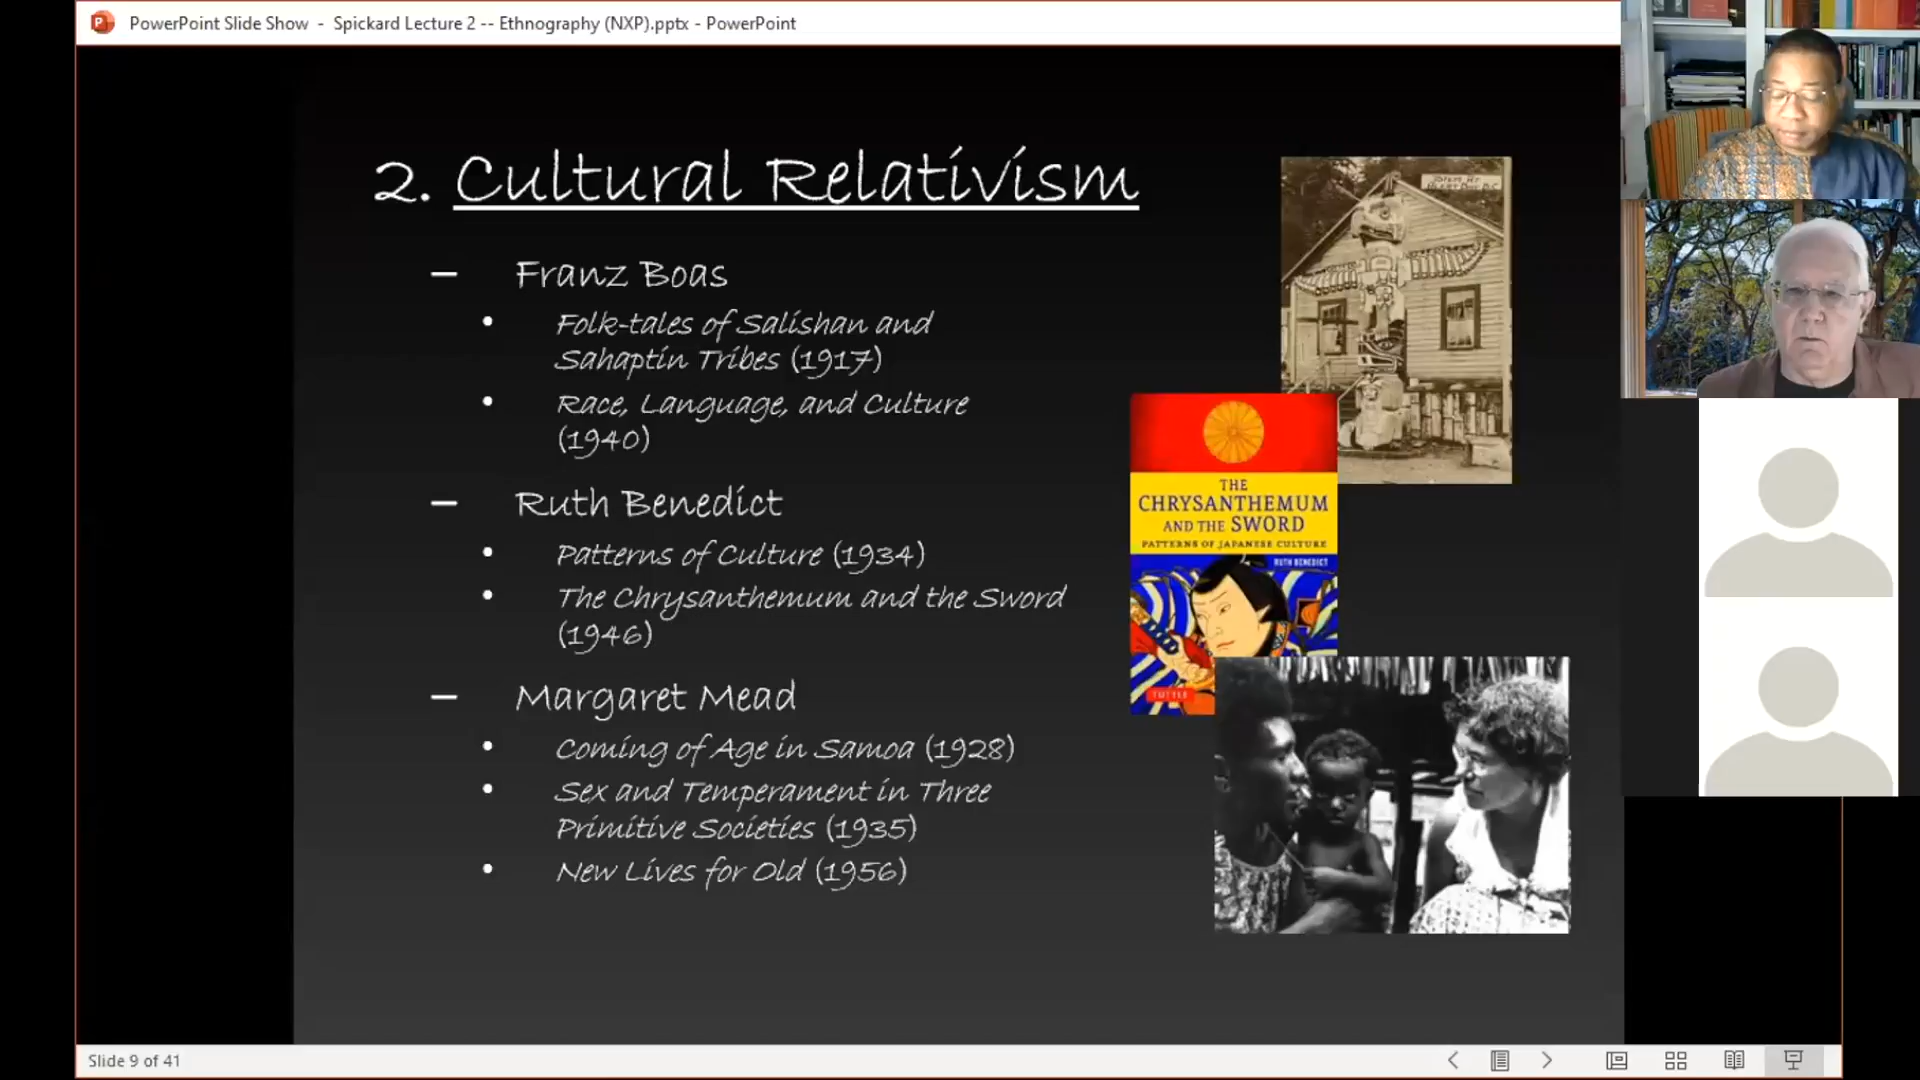 PowerPoint Slide Show - Spickard Lecture 2 -- Ethnography (NXP).pptx - PowerPoint
2. Cultural Relativism
– Franz Boas
• Folk-tales of Salishan and
Sahaptin Tribes (1917)
• Race, Language, and Culture
(1940)
– Ruth Benedict
• Patterns of Culture (1934)
• The Chrysanthemum and the Sword
(1946)
– Margaret Mead
• Coming of Age in Samoa (1928)
• Sex and Temperament in Three
Primitive Societies (1935)
• New Lives for Old (1956)
THE
CHRYSANTHEMUM
AND THE SWORD
PATTERNS OF JAPANESE CULTURE
RUTH BENEDICT
TUTTLE
Slide 9 of 41